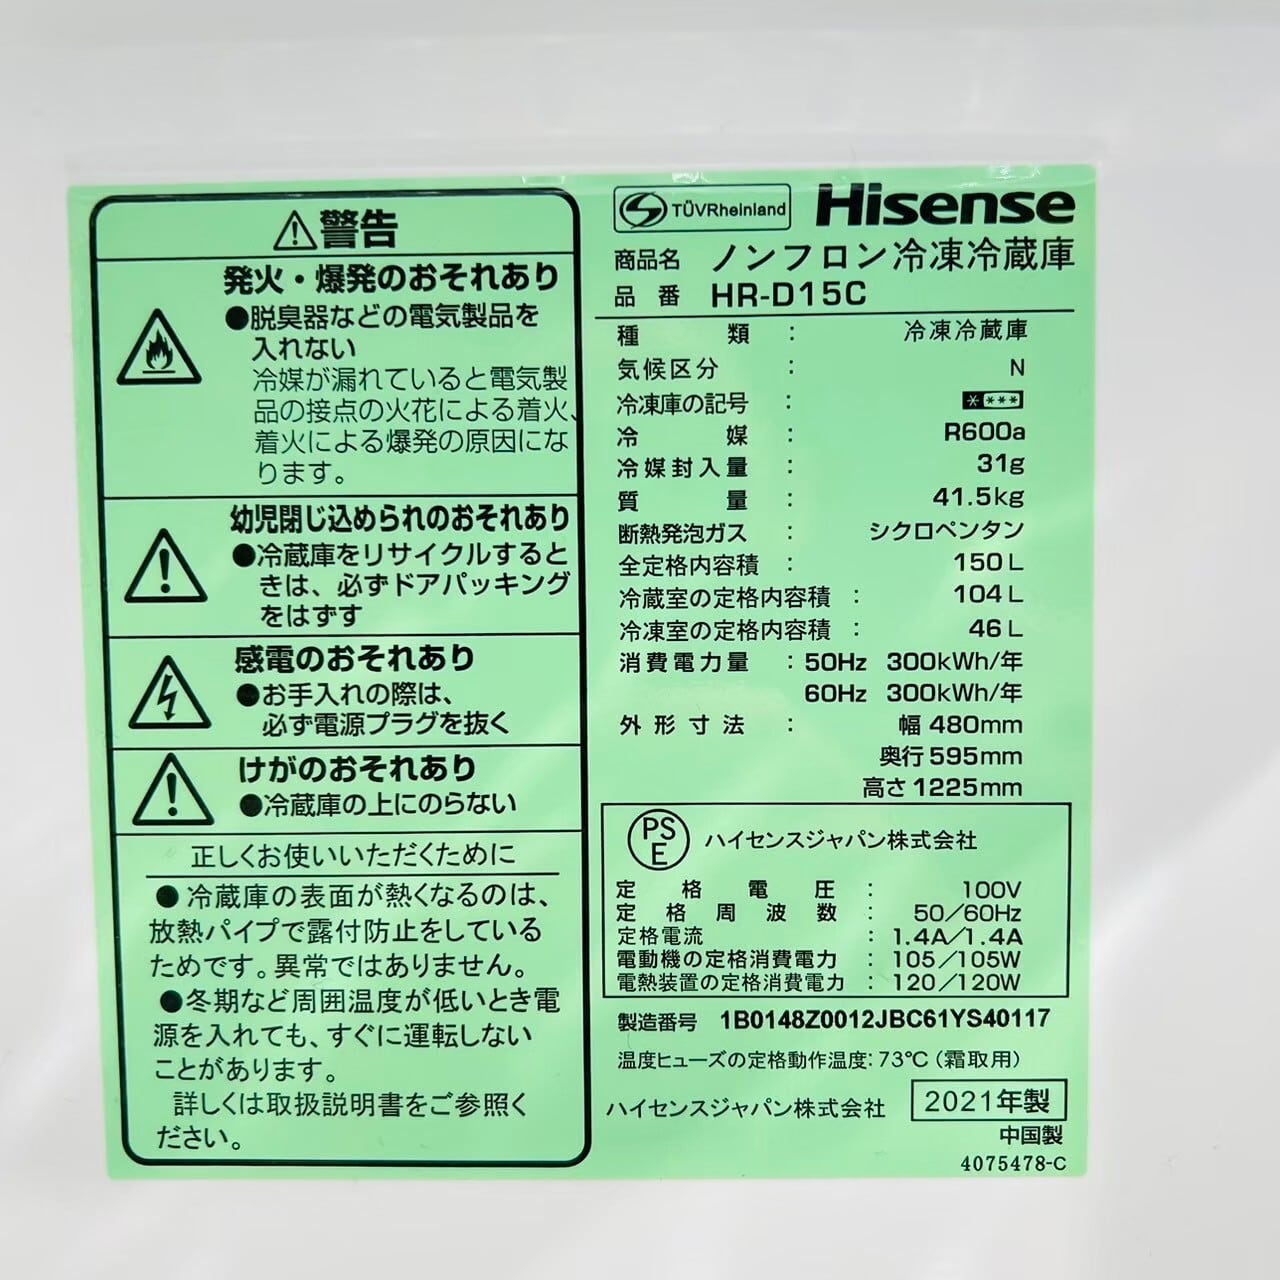 ⚠警告
発火・爆発のおそれあり
●脱臭器などの電気製品を
入れない
冷媒が漏れていると電気製
品の接点の火花による着火、
着火による爆発の原因にな
ります。
幼児閉じ込められのおそれあり
●冷蔵庫をリサイクルすると
きは、必ずドアパッキング
をはずす
感電のおそれあり
●お手入れの際は、
必ず電源プラグを抜く
けがのおそれあり
●冷蔵庫の上にのらない
正しくお使いいただくために
●冷蔵庫の表面が熱くなるのは、
放熱パイプで露付防止をしている
ためです。異常ではありません。
●冬期など周囲温度が低いとき電
源を入れても、すぐに運転しない
ことがあります。
詳しくは取扱説明書をご参照く
ださい。
TÜVRheinland Hisense
商品名 ノンフロン冷凍冷蔵庫
品番 HR-D15C
種類 : 冷凍冷蔵庫
気候区分 : N
冷凍庫の記号 : ****
冷媒 : R600a
冷媒封入量 : 31g
質量 : 41.5kg
断熱発泡ガス : シクロペンタン
全定格内容積 : 150L
冷蔵室の定格内容積 : 104L
冷凍室の定格内容積 : 46L
消費電力量 : 50Hz 300kWh/年
60Hz 300kWh/年
外形寸法 : 幅 480mm
奥行 595mm
高さ 1225mm
PSE ハイセンスジャパン株式会社
定格電圧 : 100V
定格周波数 : 50/60Hz
定格電流 : 1.4A/1.4A
電動機の定格消費電力 : 105/105W
電熱装置の定格消費電力 : 120/120W
製造番号 1B0148Z0012JBC61YS40117
温度ヒューズの定格動作温度:73℃(霜取用)
ハイセンスジャパン株式会社 2021年製
中国製
4075478-C